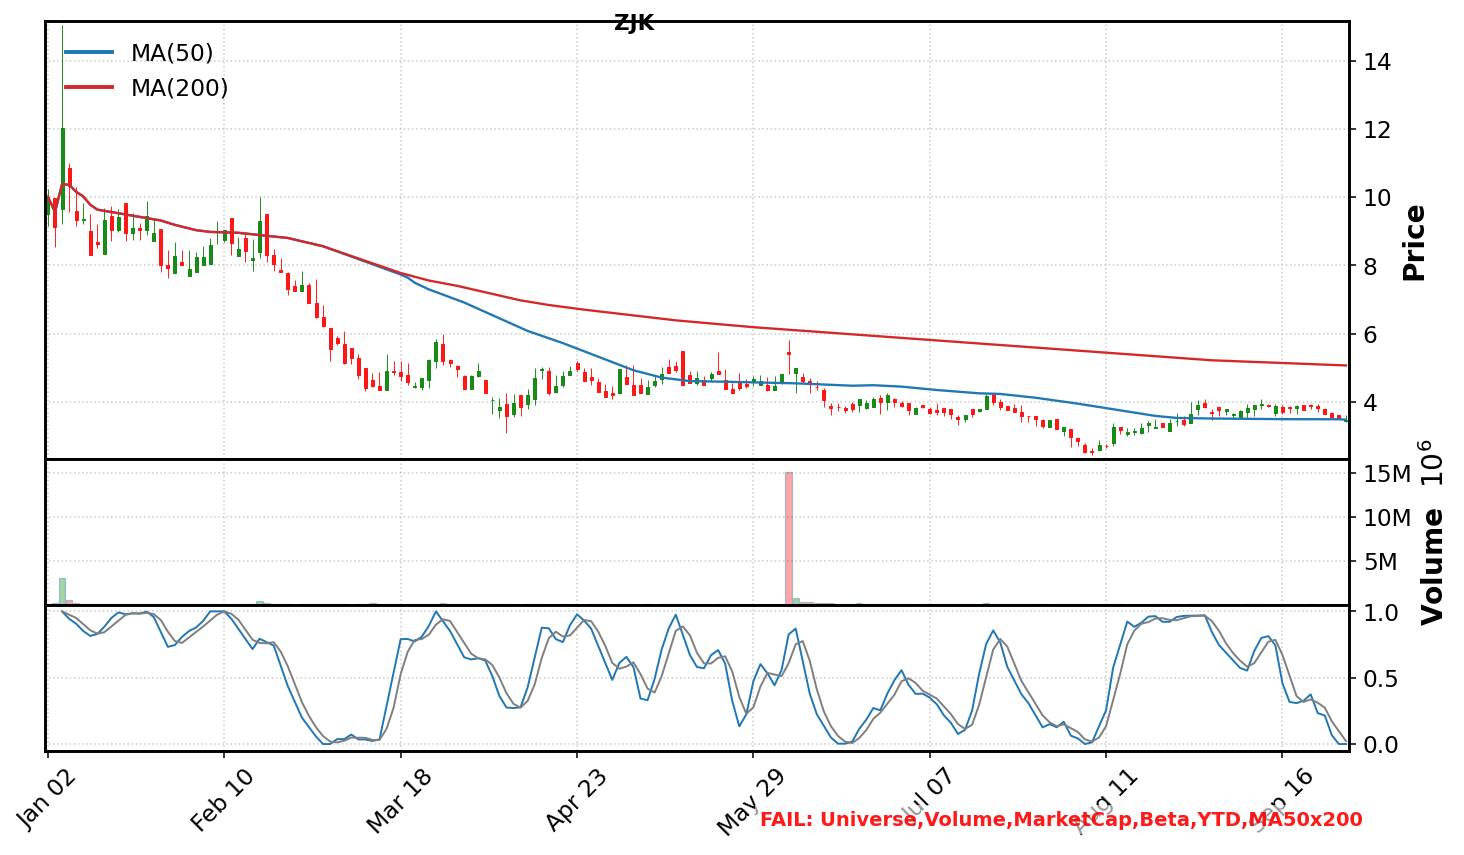 ZJK
MA(50)
MA(200)
14
12
10
8
6
4
Price
15M
10M
5M
Volume 10^6
1.0
0.5
0.0
Jan 02
Feb 10
Mar 18
Apr 23
May 29
Jul 07
Aug 11
Sep 16
FAIL: Universe,Volume,MarketCap,Beta,YTD,MA50x200